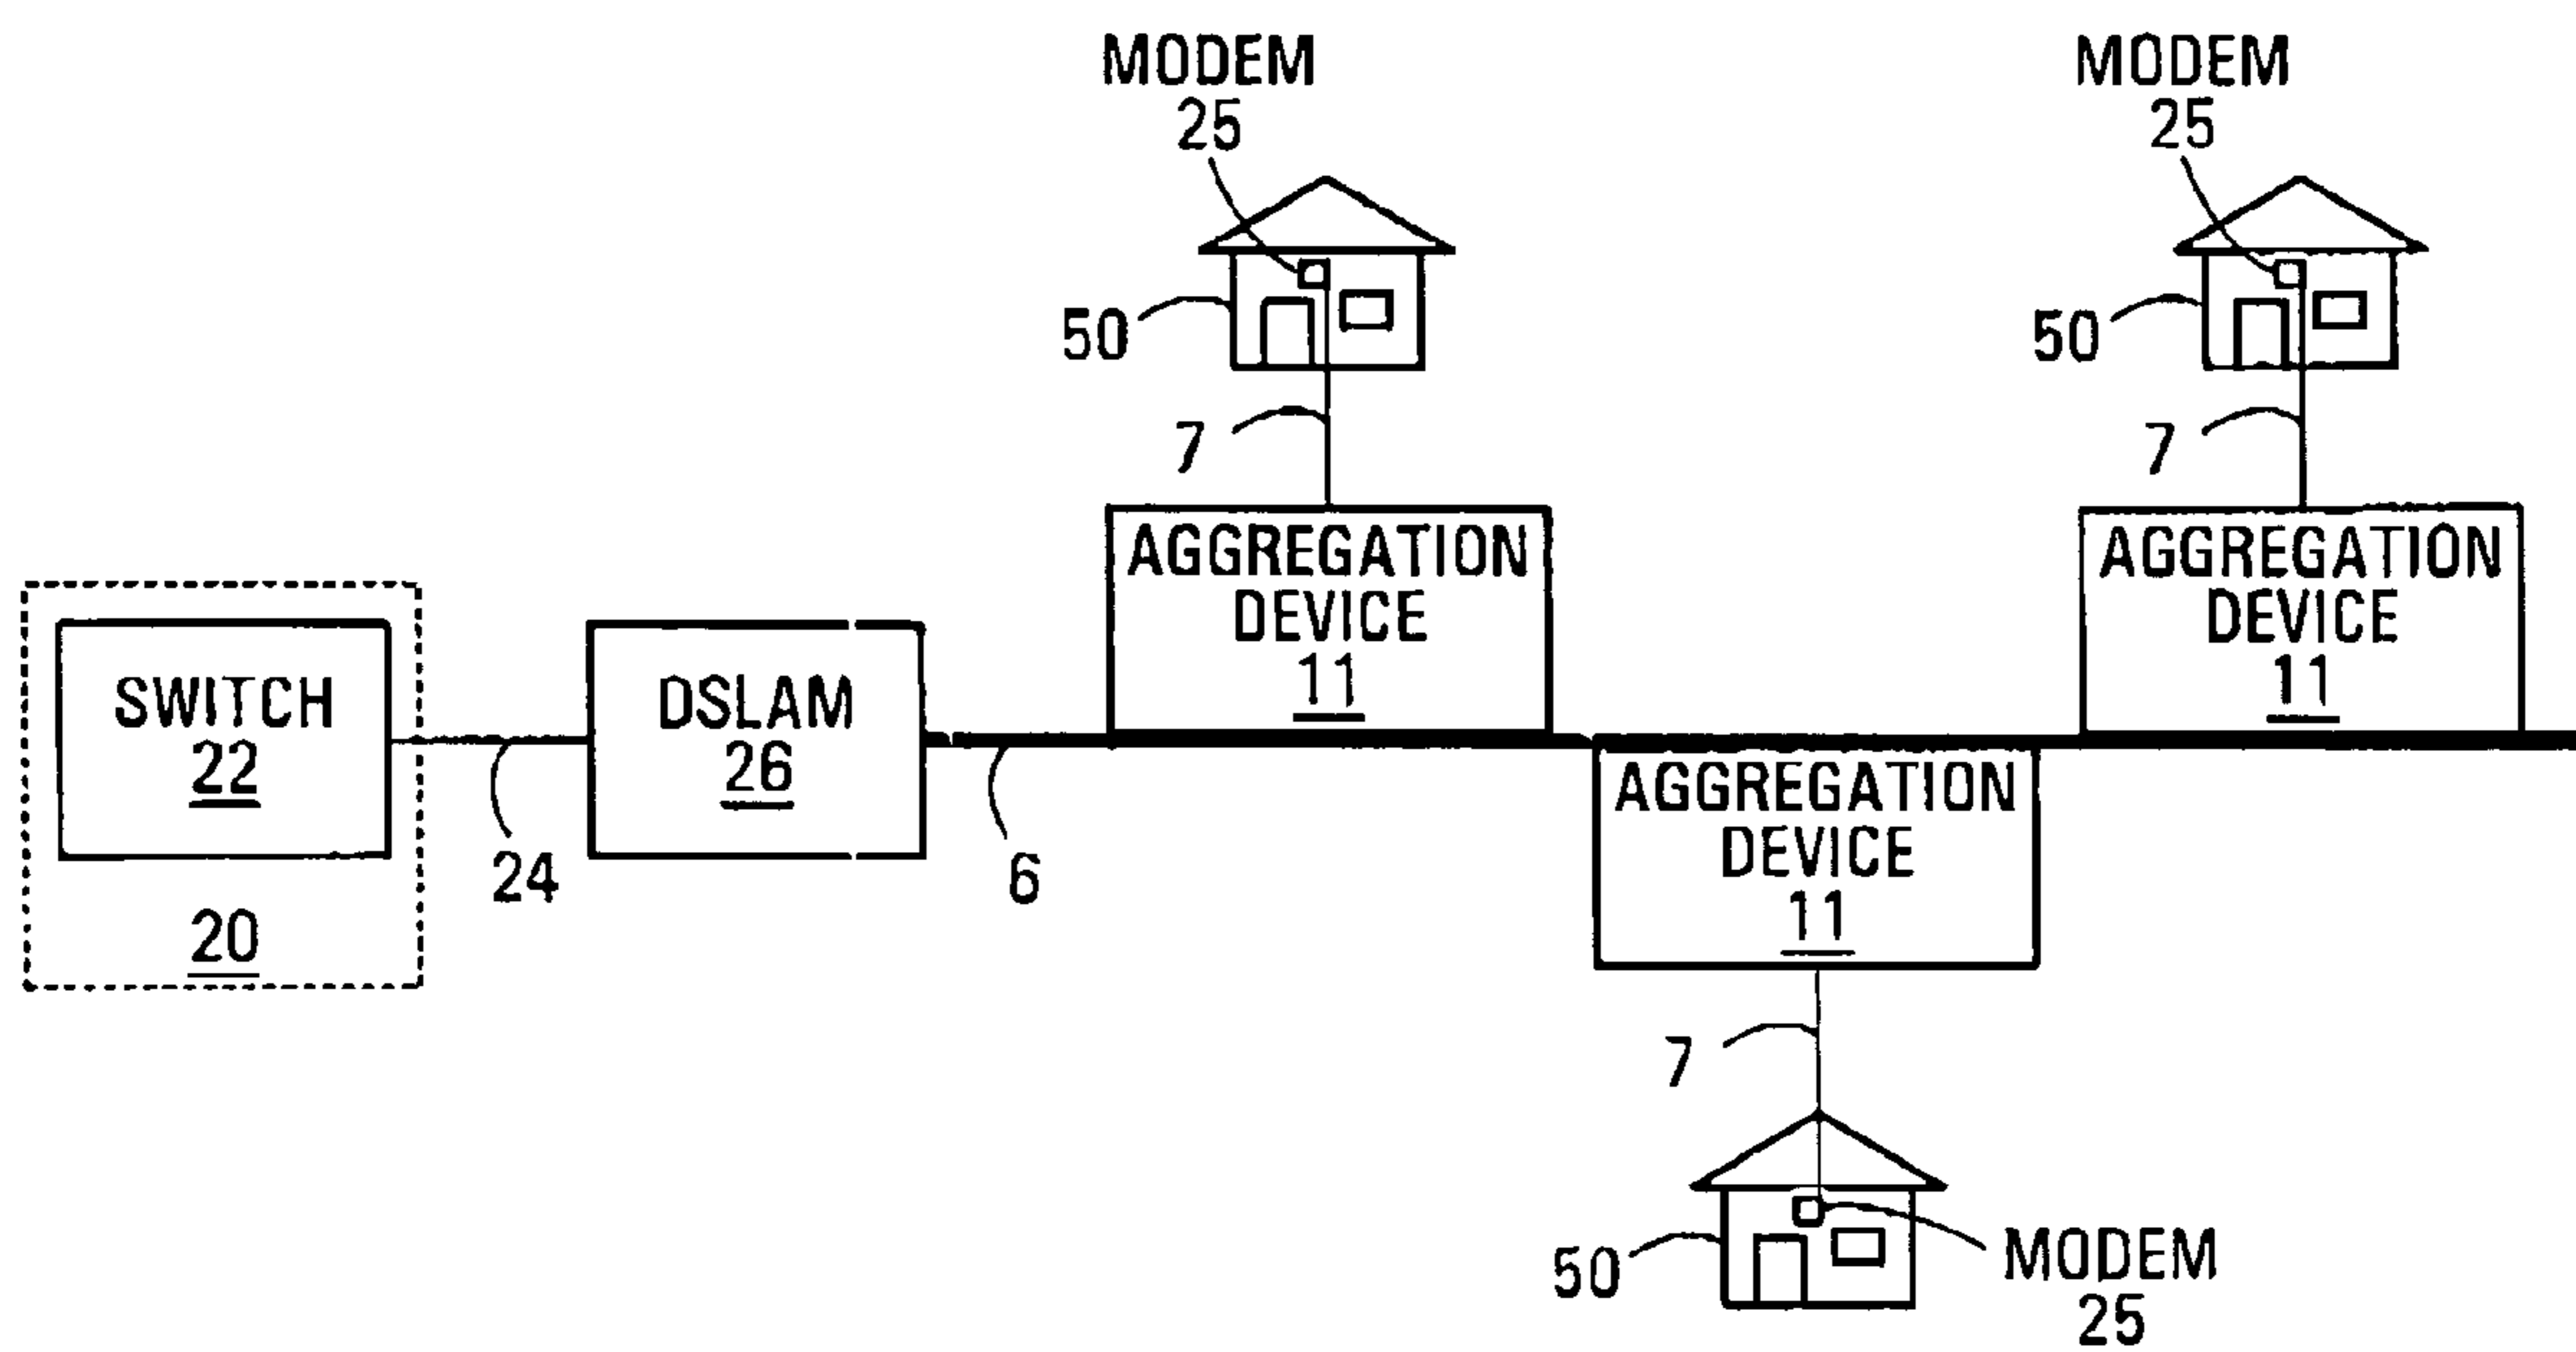 MODEM
25
MODEM
25
50
50
7
7
AGGREGATION
DEVICE
11
AGGREGATION
DEVICE
11
SWITCH
22
DSLAM
26
20
24
6
AGGREGATION
DEVICE
11
7
50
MODEM
25